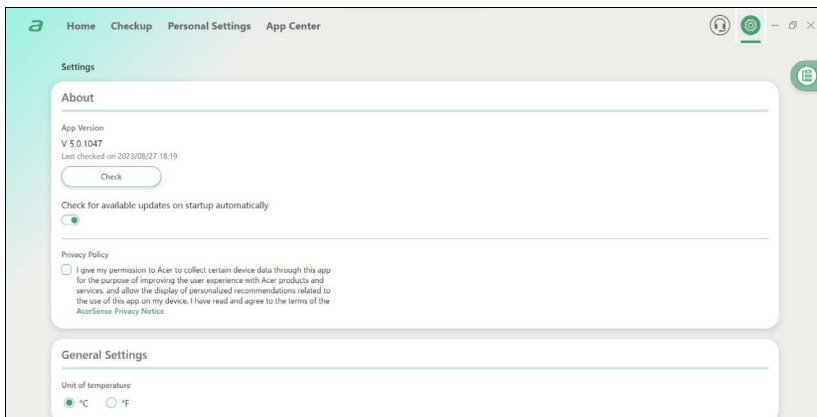 a Home Checkup Personal Settings App Center
Settings
About
App Version
V 5.0.1047
Last checked on 2023/08/27 18:19
Check
Check for available updates on startup automatically
Privacy Policy
I give my permission to Acer to collect certain device data through this app
for the purpose of improving the user experience with Acer products and
services, and allow the display of personalized recommendations related to
the use of this app on my device. I have read and agree to the terms of the
AcerSense Privacy Notice
General Settings
Unit of temperature
°C °F